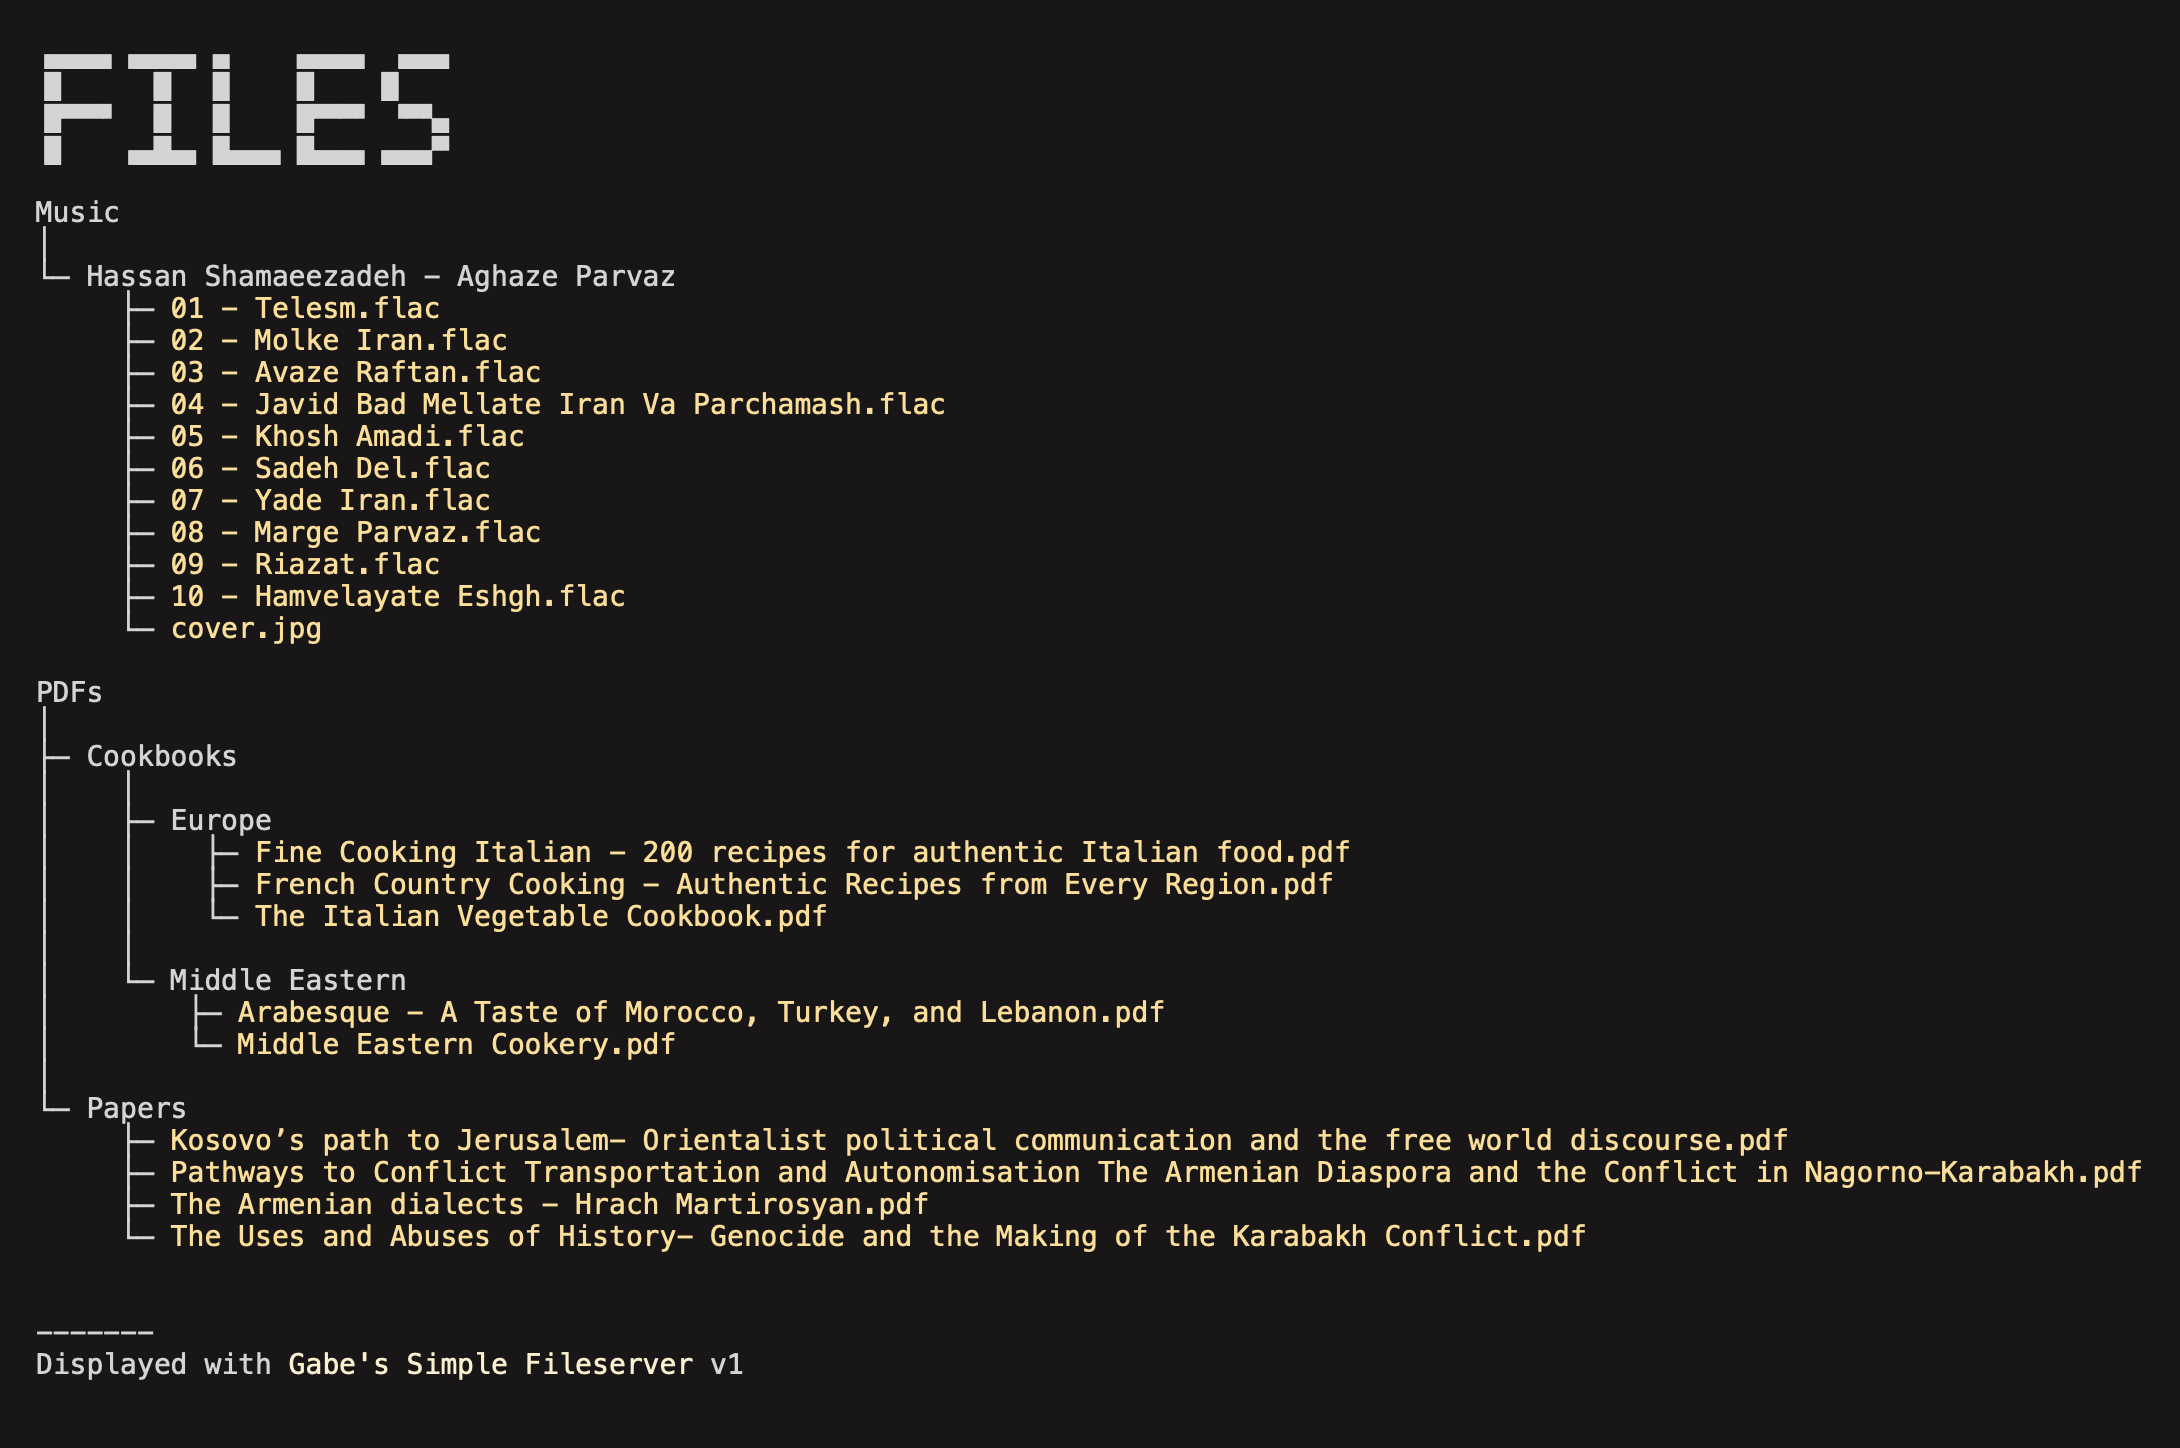 FILES
Music
Hassan Shamaeezadeh - Aghaze Parvaz
01 - Telesm.flac
02 - Molke Iran.flac
03 - Avaze Raftan.flac
04 - Javid Bad Mellate Iran Va Parchamash.flac
05 - Khosh Amadi.flac
06 - Sadeh Del.flac
07 - Yade Iran.flac
08 - Marge Parvaz.flac
09 - Riazat.flac
10 - Hamvelayate Eshgh.flac
cover.jpg
PDFs
Cookbooks
Europe
Fine Cooking Italian - 200 recipes for authentic Italian food.pdf
French Country Cooking - Authentic Recipes from Every Region.pdf
The Italian Vegetable Cookbook.pdf
Middle Eastern
Arabesque - A Taste of Morocco, Turkey, and Lebanon.pdf
Middle Eastern Cookery.pdf
Papers
Kosovo’s path to Jerusalem- Orientalist political communication and the free world discourse.pdf
Pathways to Conflict Transportation and Autonomisation The Armenian Diaspora and the Conflict in Nagorno-Karabakh.pdf
The Armenian dialects - Hrach Martirosyan.pdf
The Uses and Abuses of History- Genocide and the Making of the Karabakh Conflict.pdf
-------
Displayed with Gabe's Simple Fileserver v1